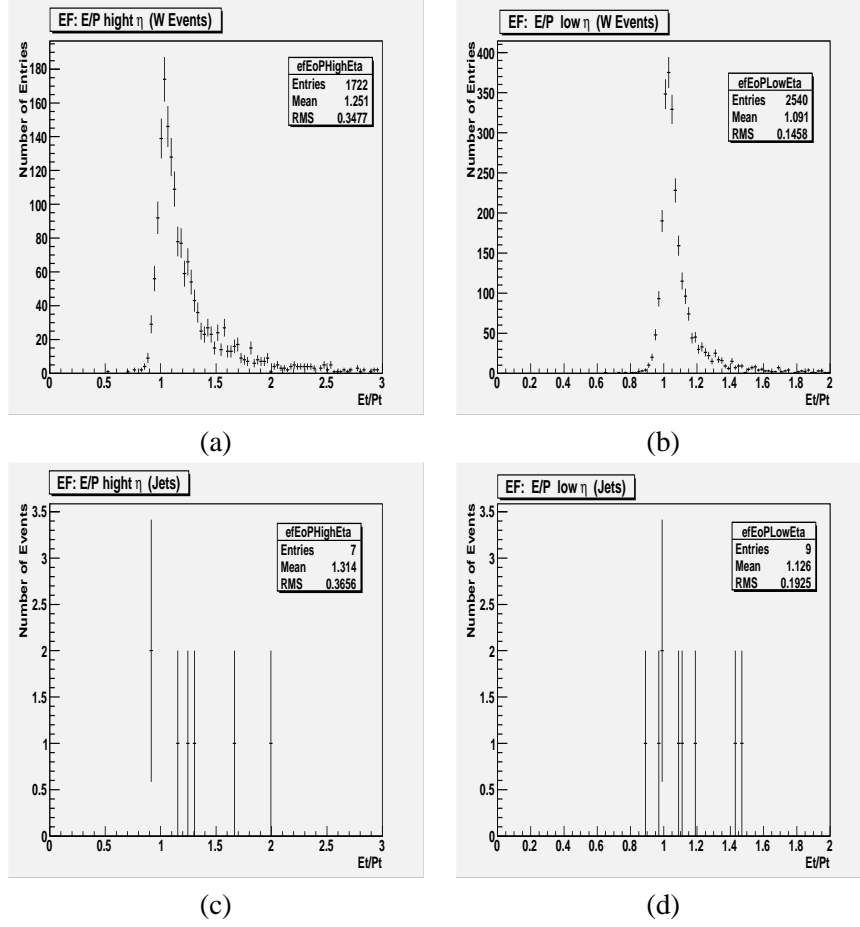 EF: E/P hight η (W Events)
Number of Entries
efEoPHighEta
Entries 1722
Mean 1.251
RMS 0.3477
180
160
140
120
100
80
60
40
20
0
0 0.5 1 1.5 2 2.5 3
Et/Pt
(a)
EF: E/P low η (W Events)
Number of Entries
efEoPLowEta
Entries 2540
Mean 1.091
RMS 0.1458
400
350
300
250
200
150
100
50
0
0 0.2 0.4 0.6 0.8 1 1.2 1.4 1.6 1.8 2
Et/Pt
(b)
EF: E/P hight η (Jets)
Number of Events
efEoPHighEta
Entries 7
Mean 1.314
RMS 0.3656
3.5
3
2.5
2
1.5
1
0.5
0
0 0.5 1 1.5 2 2.5 3
Et/Pt
(c)
EF: E/P low η (Jets)
Number of Events
efEoPLowEta
Entries 9
Mean 1.126
RMS 0.1925
3.5
3
2.5
2
1.5
1
0.5
0
0 0.2 0.4 0.6 0.8 1 1.2 1.4 1.6 1.8 2
Et/Pt
(d)